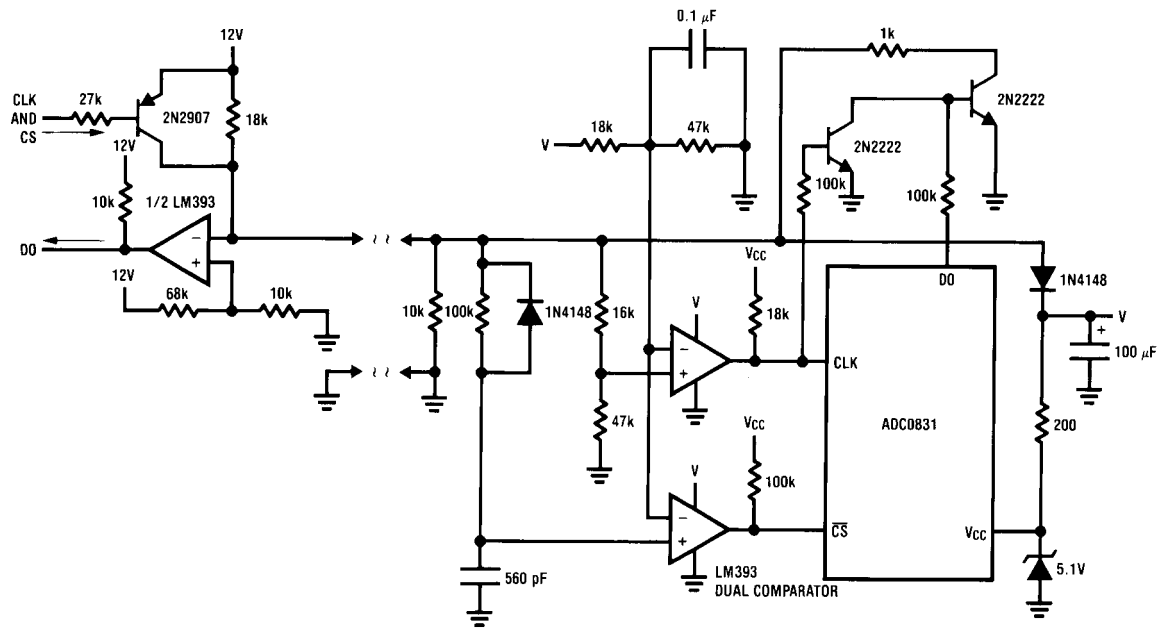 12V
CLK
AND
CS
27k
2N2907
18k
12V
10k
1/2 LM393
−
+
DO
12V
68k
10k
≈
≈
10k
100k
1N4148
560 pF
0.1 µF
V
18k
47k
16k
47k
V
−
+
VCC
18k
V
−
+
VCC
100k
LM393
DUAL COMPARATOR
1k
2N2222
2N2222
100k
100k
DO
CLK
ADC0831
CS
VCC
1N4148
V
+
100 µF
200
5.1V